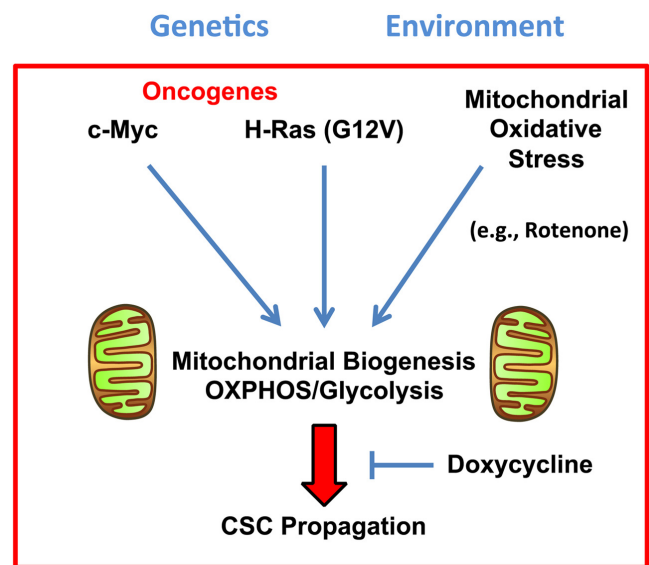 Genetics Environment
Oncogenes
c-Myc H-Ras (G12V)
Mitochondrial
Oxidative
Stress
(e.g., Rotenone)
Mitochondrial Biogenesis
OXPHOS/Glycolysis
Doxycycline
CSC Propagation